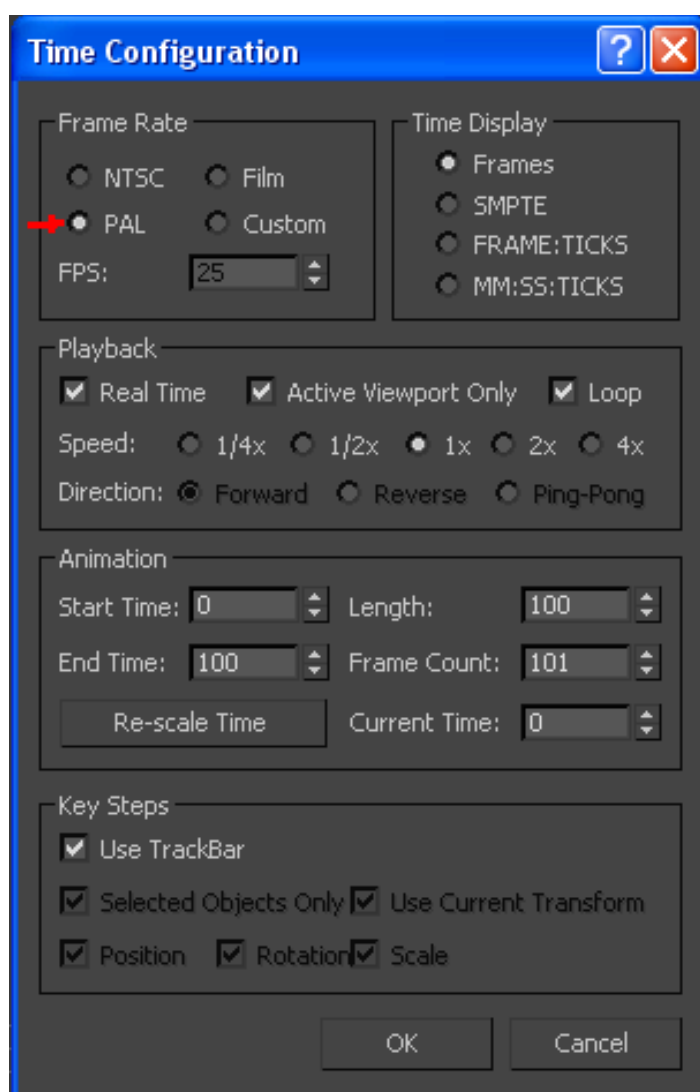 Time Configuration
Frame Rate
NTSC Film
PAL Custom
FPS: 25
Time Display
Frames
SMPTE
FRAME:TICKS
MM:SS:TICKS
Playback
Real Time Active Viewport Only Loop
Speed: 1/4x 1/2x 1x 2x 4x
Direction: Forward Reverse Ping-Pong
Animation
Start Time: 0 Length: 100
End Time: 100 Frame Count: 101
Re-scale Time Current Time: 0
Key Steps
Use TrackBar
Selected Objects Only Use Current Transform
Position Rotation Scale
OK Cancel